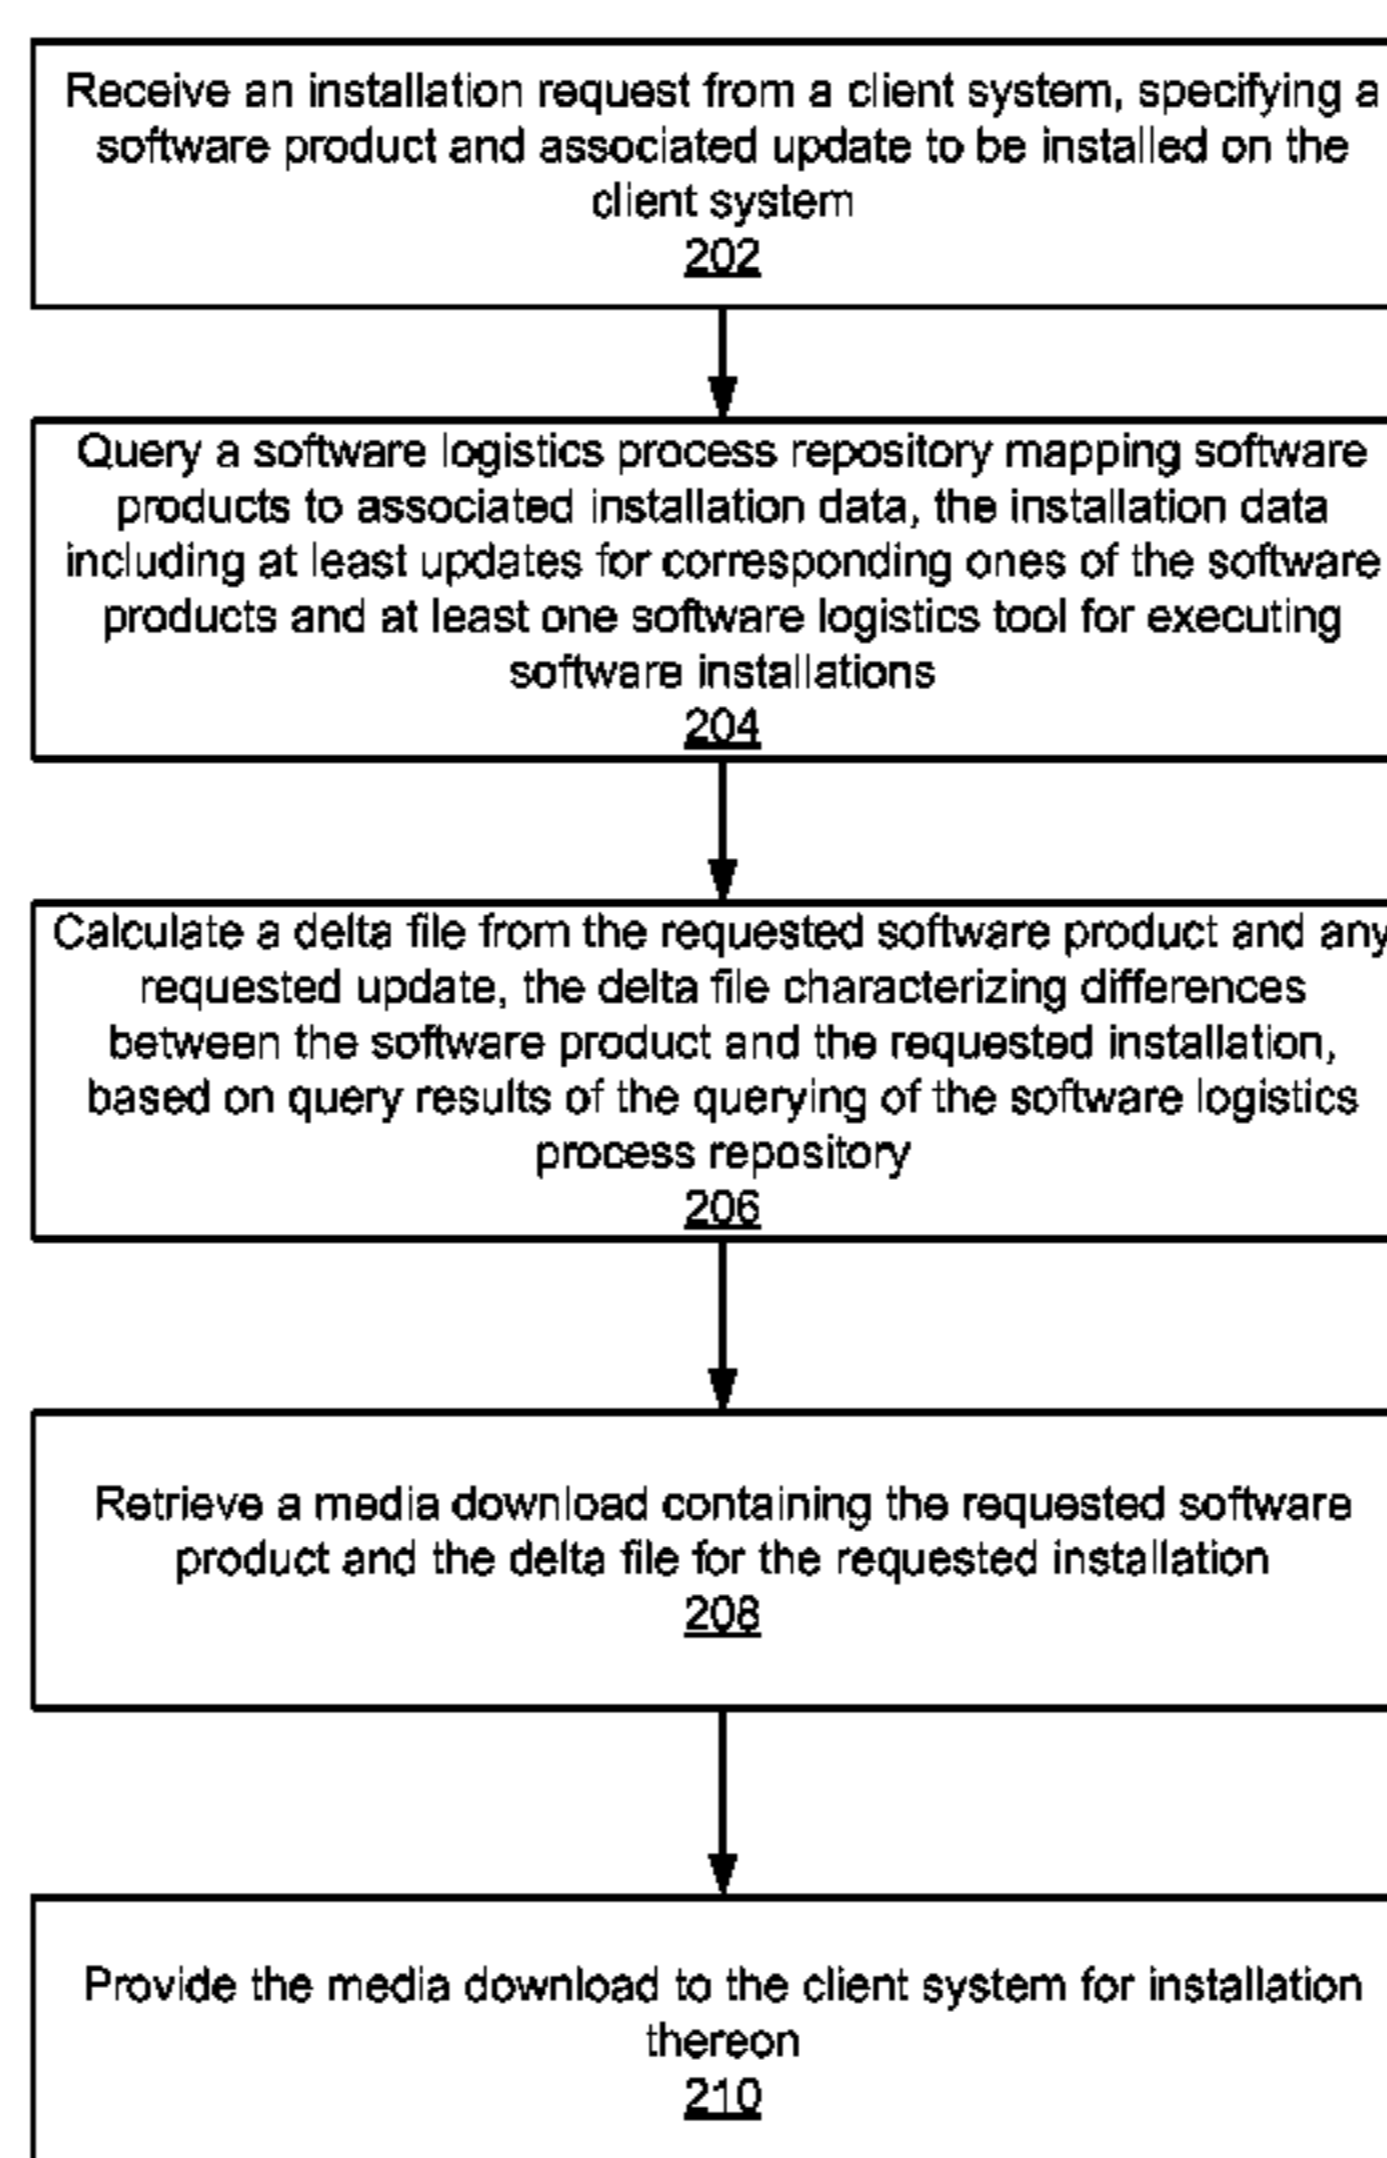 Receive an installation request from a client system, specifying a
software product and associated update to be installed on the
client system
202
Query a software logistics process repository mapping software
products to associated installation data, the installation data
including at least updates for corresponding ones of the software
products and at least one software logistics tool for executing
software installations
204
Calculate a delta file from the requested software product and any
requested update, the delta file characterizing differences
between the software product and the requested installation,
based on query results of the querying of the software logistics
process repository
206
Retrieve a media download containing the requested software
product and the delta file for the requested installation
208
Provide the media download to the client system for installation
thereon
210